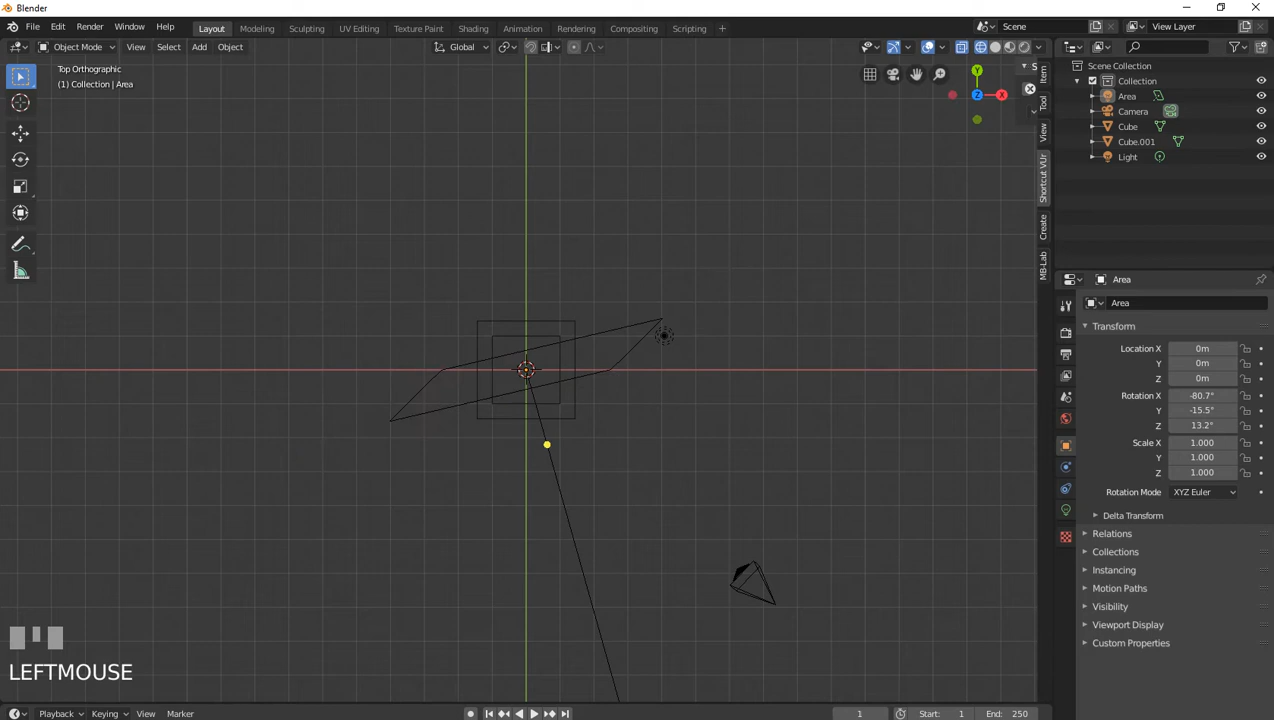 Blender
File Edit Render Window Help Layout Modeling Sculpting UV Editing Texture Paint Shading Animation Rendering Compositing Scripting + Scene View Layer
Object Mode View Select Add Object Global
Top Orthographic
(1) Collection | Area
Y
Z X
S
Item
Tool
View
Shortcut VUr
Create
MB-Lab
Scene Collection
Collection
Area
Camera
Cube
Cube.001
Light
Area
Area
Transform
Location X 0m
Y 0m
Z 0m
Rotation X -80.7°
Y -15.5°
Z 13.2°
Scale X 1.000
Y 1.000
Z 1.000
Rotation Mode XYZ Euler
Delta Transform
Relations
Collections
Instancing
Motion Paths
Visibility
Viewport Display
Custom Properties
LEFTMOUSE
Playback Keying View Marker 1 Start: 1 End: 250